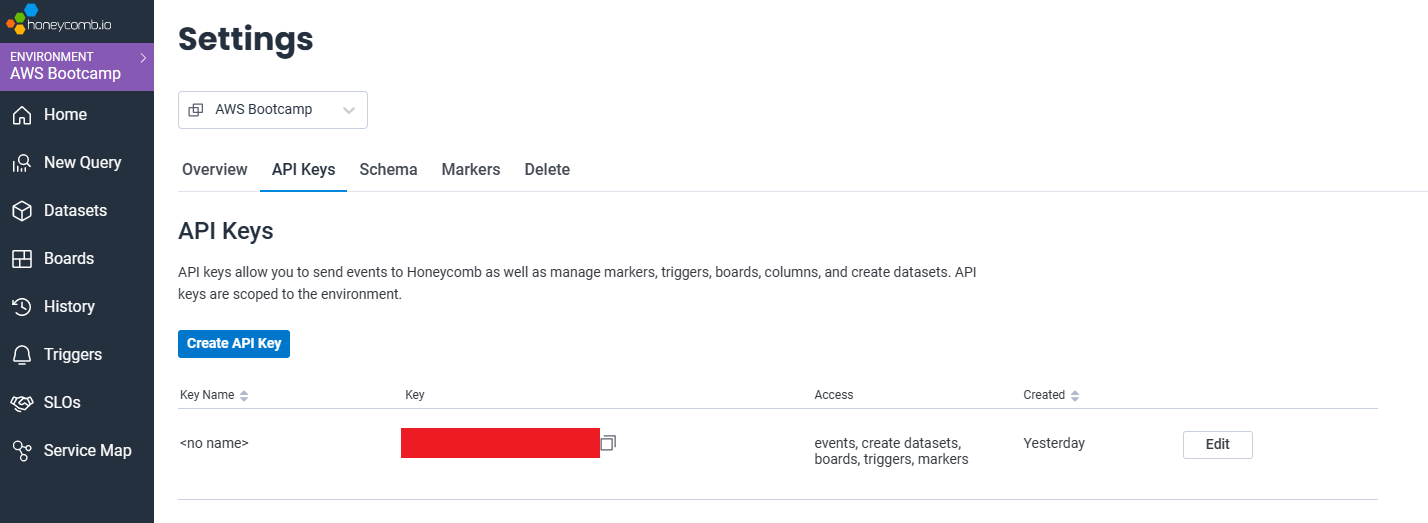 honeycomb.io
ENVIRONMENT
AWS Bootcamp
Home
New Query
Datasets
Boards
History
Triggers
SLOs
Service Map
Settings
AWS Bootcamp
Overview API Keys Schema Markers Delete
API Keys
API keys allow you to send events to Honeycomb as well as manage markers, triggers, boards, columns, and create datasets. API
keys are scoped to the environment.
Create API Key
Key Name Key Access Created
<no name> events, create datasets, Yesterday Edit
boards, triggers, markers